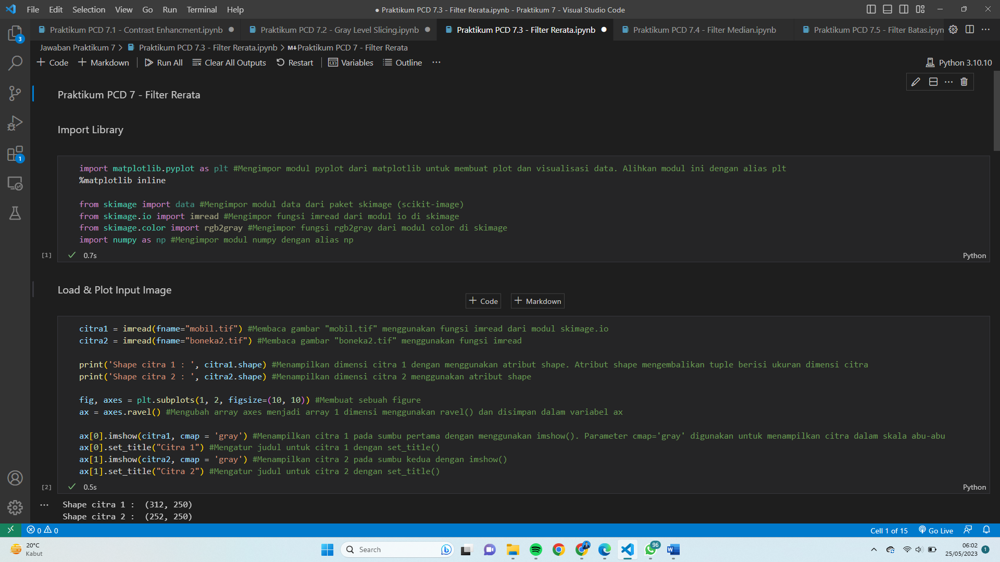 File Edit Selection View Go Run Terminal Help
● Praktikum PCD 7.3 - Filter Rerata.ipynb - Praktikum 7 - Visual Studio Code
Praktikum PCD 7.1 - Contrast Enhancment.ipynb
Praktikum PCD 7.2 - Gray Level Slicing.ipynb
Praktikum PCD 7.3 - Filter Rerata.ipynb
Praktikum PCD 7.4 - Filter Median.ipynb
Praktikum PCD 7.5 - Filter Batas.ipyn
Jawaban Praktikum 7 > Praktikum PCD 7.3 - Filter Rerata.ipynb > M↓Praktikum PCD 7 - Filter Rerata
+ Code + Markdown Run All Clear All Outputs Restart Variables Outline ···
Python 3.10.10
3
1
Praktikum PCD 7 - Filter Rerata
Import Library
import matplotlib.pyplot as plt #Mengimpor modul pyplot dari matplotlib untuk membuat plot dan visualisasi data. Alihkan modul ini dengan alias plt
%matplotlib inline
from skimage import data #Mengimpor modul data dari paket skimage (scikit-image)
from skimage.io import imread #Mengimpor fungsi imread dari modul io di skimage
from skimage.color import rgb2gray #Mengimpor fungsi rgb2gray dari modul color di skimage
import numpy as np #Mengimpor modul numpy dengan alias np
[1] 0.7s Python
Load & Plot Input Image
+ Code + Markdown
citra1 = imread(fname="mobil.tif") #Membaca gambar "mobil.tif" menggunakan fungsi imread dari modul skimage.io
citra2 = imread(fname="boneka2.tif") #Membaca gambar "boneka2.tif" menggunakan fungsi imread
print('Shape citra 1 : ', citra1.shape) #Menampilkan dimensi citra 1 dengan menggunakan atribut shape. Atribut shape mengembalikan tuple berisi ukuran dimensi citra
print('Shape citra 2 : ', citra2.shape) #Menampilkan dimensi citra 2 menggunakan atribut shape
fig, axes = plt.subplots(1, 2, figsize=(10, 10)) #Membuat sebuah figure
ax = axes.ravel() #Mengubah array axes menjadi array 1 dimensi menggunakan ravel() dan disimpan dalam variabel ax
ax[0].imshow(citra1, cmap = 'gray') #Menampilkan citra 1 pada sumbu pertama dengan menggunakan imshow(). Parameter cmap='gray' digunakan untuk menampilkan citra dalam skala abu-abu
ax[0].set_title("Citra 1") #Mengatur judul untuk citra 1 dengan set_title()
ax[1].imshow(citra2, cmap = 'gray') #Menampilkan citra 2 pada sumbu kedua dengan imshow()
ax[1].set_title("Citra 2") #Mengatur judul untuk citra 2 dengan set_title()
[2] 0.5s Python
··· Shape citra 1 :  (312, 250)
Shape citra 2 :  (252, 250)
0 0 Cell 1 of 15 Go Live
20°C
Kabut
Search
96
06:02
25/05/2023
1